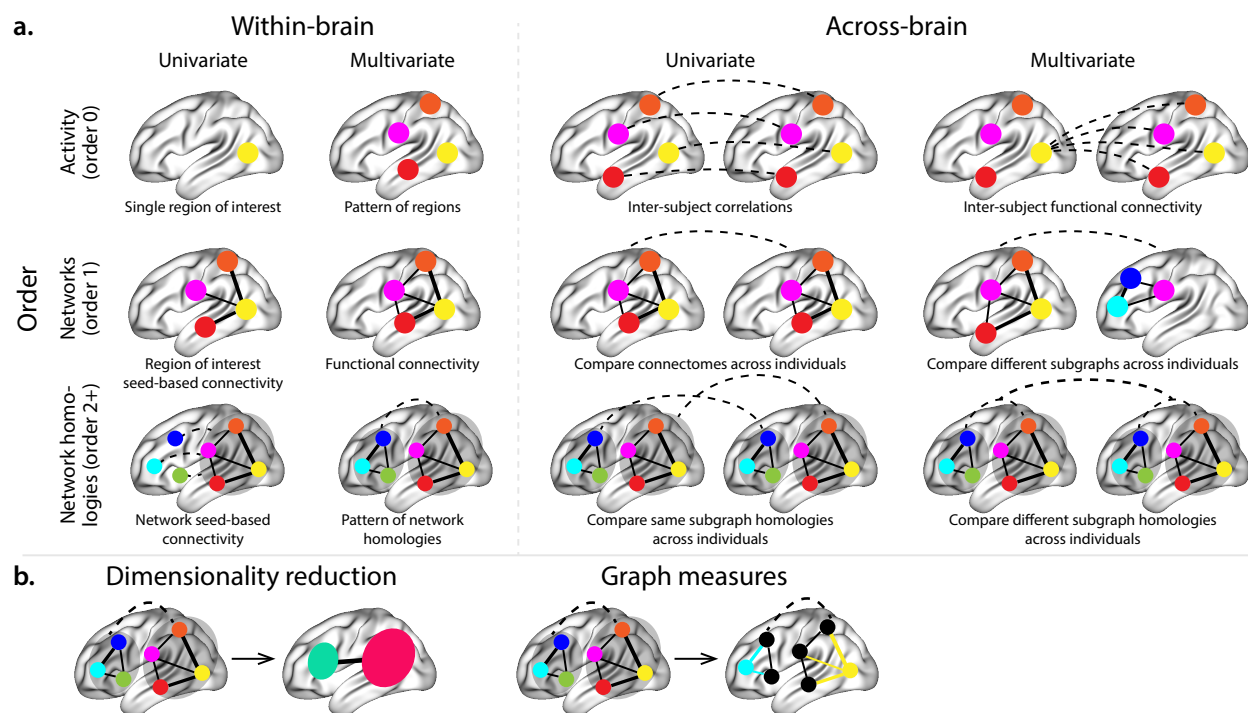 a.
Within-brain
Across-brain
Univariate
Multivariate
Univariate
Multivariate
Order
Activity
(order 0)
Single region of interest
Pattern of regions
Inter-subject correlations
Inter-subject functional connectivity
Networks
(order 1)
Region of interest
seed-based connectivity
Functional connectivity
Compare connectomes across individuals
Compare different subgraphs across individuals
Network homo-
logies (order 2+)
Network seed-based
connectivity
Pattern of network
homologies
Compare same subgraph homologies
across individuals
Compare different subgraph homologies
across individuals
b.
Dimensionality reduction
Graph measures